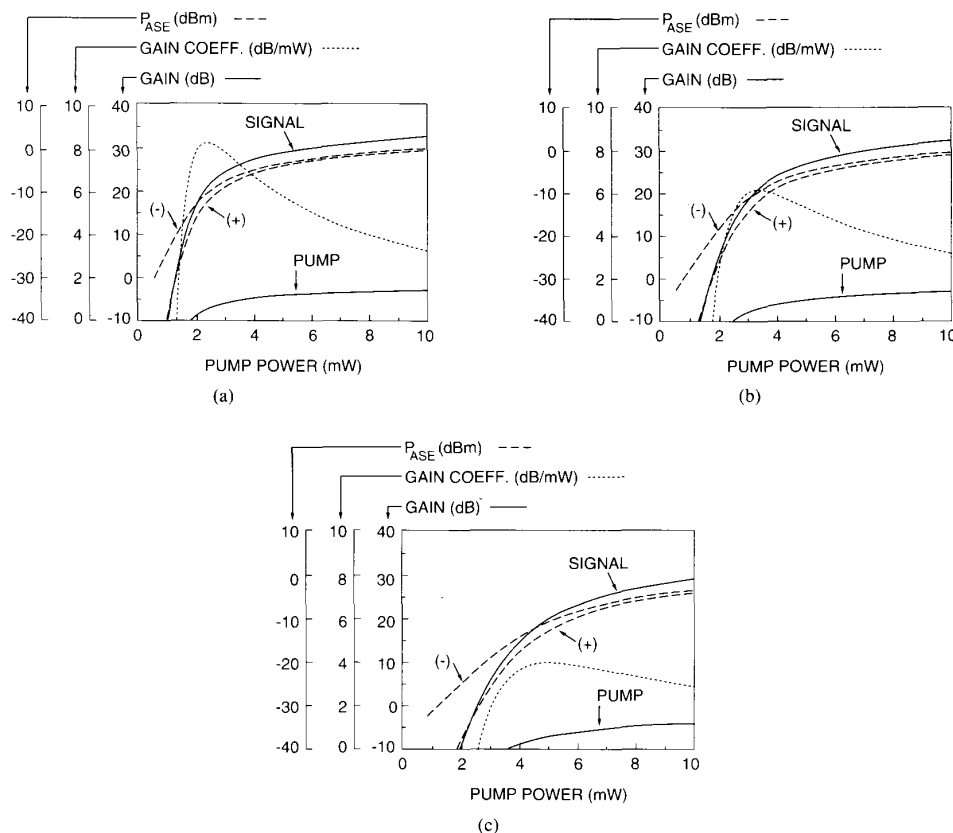 P_ASE (dBm)
GAIN COEFF. (dB/mW)
GAIN (dB)
10 10 40
0 8 30
-10 6 20
-20 4 10
-30 2 0
-40 0 -10
SIGNAL
(-)
(+)
PUMP
0 2 4 6 8 10
PUMP POWER (mW)
(a)
P_ASE (dBm)
GAIN COEFF. (dB/mW)
GAIN (dB)
10 10 40
0 8 30
-10 6 20
-20 4 10
-30 2 0
-40 0 -10
SIGNAL
(-)
(+)
PUMP
0 2 4 6 8 10
PUMP POWER (mW)
(b)
P_ASE (dBm)
GAIN COEFF. (dB/mW)
GAIN (dB)
10 10 40
0 8 30
-10 6 20
-20 4 10
-30 2 0
-40 0 -10
SIGNAL
(-)
(+)
PUMP
0 2 4 6 8 10
PUMP POWER (mW)
(c)